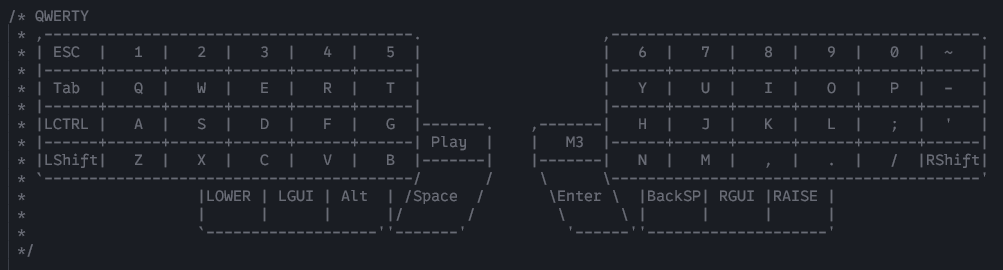 /* QWERTY
 * ,-----------------------------------------.                    ,-----------------------------------------.
 * | ESC  |   1  |   2  |   3  |   4  |   5  |                    |   6  |   7  |   8  |   9  |   0  |  ~   |
 * |------+------+------+------+------+------|                    |------+------+------+------+------+------|
 * | Tab  |   Q  |   W  |   E  |   R  |   T  |                    |   Y  |   U  |   I  |   O  |   P  |  -   |
 * |------+------+------+------+------+------|                    |------+------+------+------+------+------|
 * |LCTRL |   A  |   S  |   D  |   F  |   G  |-------.    ,-------|   H  |   J  |   K  |   L  |   ;  |  '   |
 * |------+------+------+------+------+------| Play  |    |   M3  |------+------+------+------+------+------|
 * |LShift|   Z  |   X  |   C  |   V  |   B  |-------|    |-------|   N  |   M  |   ,  |   .  |   /  |RShift|
 * `-----------------------------------------/       /     \      \-----------------------------------------'
 *                   |LOWER | LGUI | Alt  | /Space  /       \Enter \  |BackSP| RGUI |RAISE |
 *                   |      |      |      |/       /         \      \ |      |      |      |
 *                   `-------------------''-------'           '------''--------------------'
 */